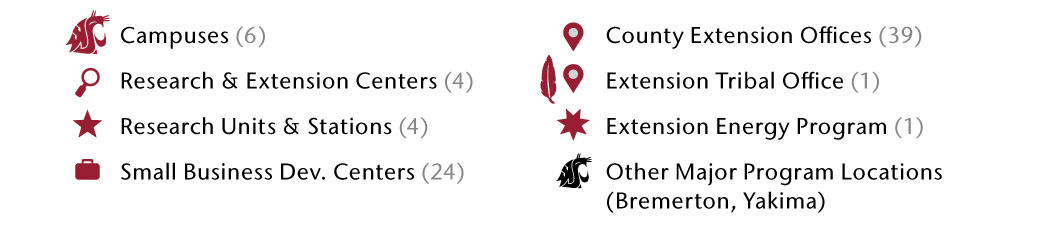 Campuses (6)
Research & Extension Centers (4)
Research Units & Stations (4)
Small Business Dev. Centers (24)
County Extension Offices (39)
Extension Tribal Office (1)
Extension Energy Program (1)
Other Major Program Locations
(Bremerton, Yakima)